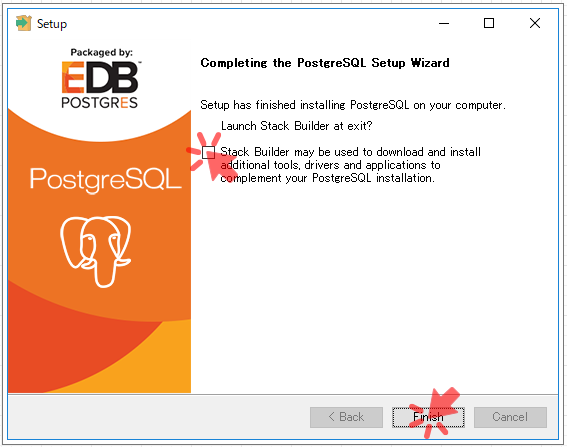 Setup
Packaged by:
EDB™
POSTGRES
PostgreSQL
Completing the PostgreSQL Setup Wizard
Setup has finished installing PostgreSQL on your computer.
Launch Stack Builder at exit?
Stack Builder may be used to download and install
additional tools, drivers and applications to
complement your PostgreSQL installation.
< Back
Finish
Cancel